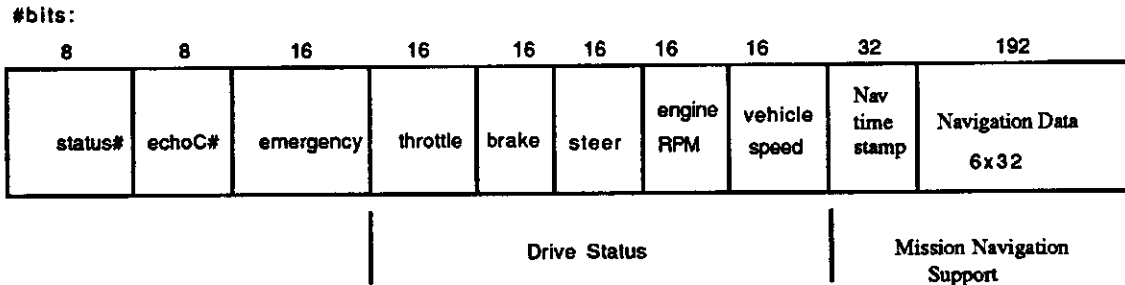 #bits:
8 8 16 16 16 16 16 16 32 192
status# echoC# emergency throttle brake steer engine RPM vehicle speed Nav time stamp Navigation Data 6x32
Drive Status Mission Navigation Support